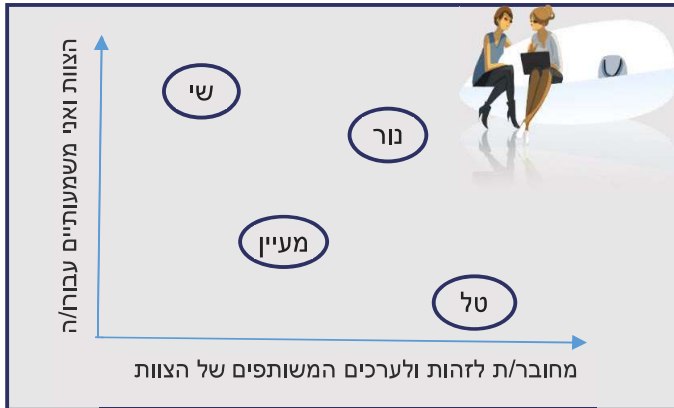 הצוות ואני משמעותיים עבורו/ה
שי
נור
מעיין
טל
מחובר/ת לזהות ולערכים המשותפים של הצוות